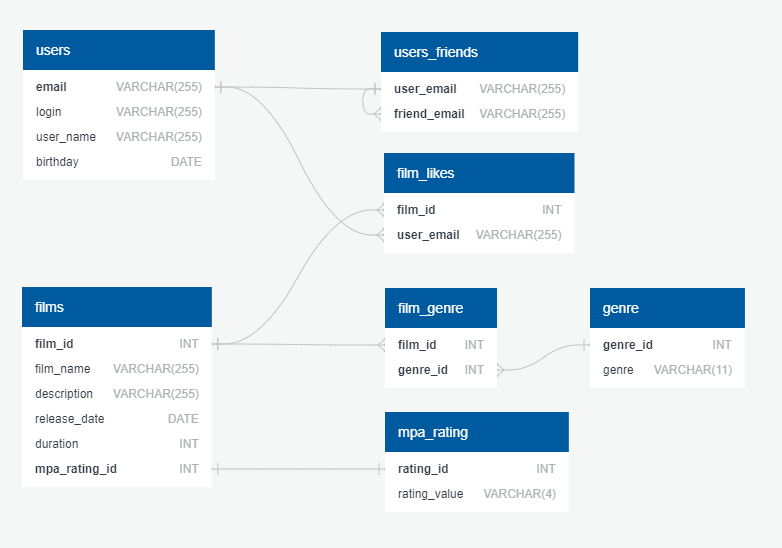 users
email VARCHAR(255)
login VARCHAR(255)
user_name VARCHAR(255)
birthday DATE
users_friends
user_email VARCHAR(255)
friend_email VARCHAR(255)
film_likes
film_id INT
user_email VARCHAR(255)
films
film_id INT
film_name VARCHAR(255)
description VARCHAR(255)
release_date DATE
duration INT
mpa_rating_id INT
film_genre
film_id INT
genre_id INT
genre
genre_id INT
genre VARCHAR(11)
mpa_rating
rating_id INT
rating_value VARCHAR(4)